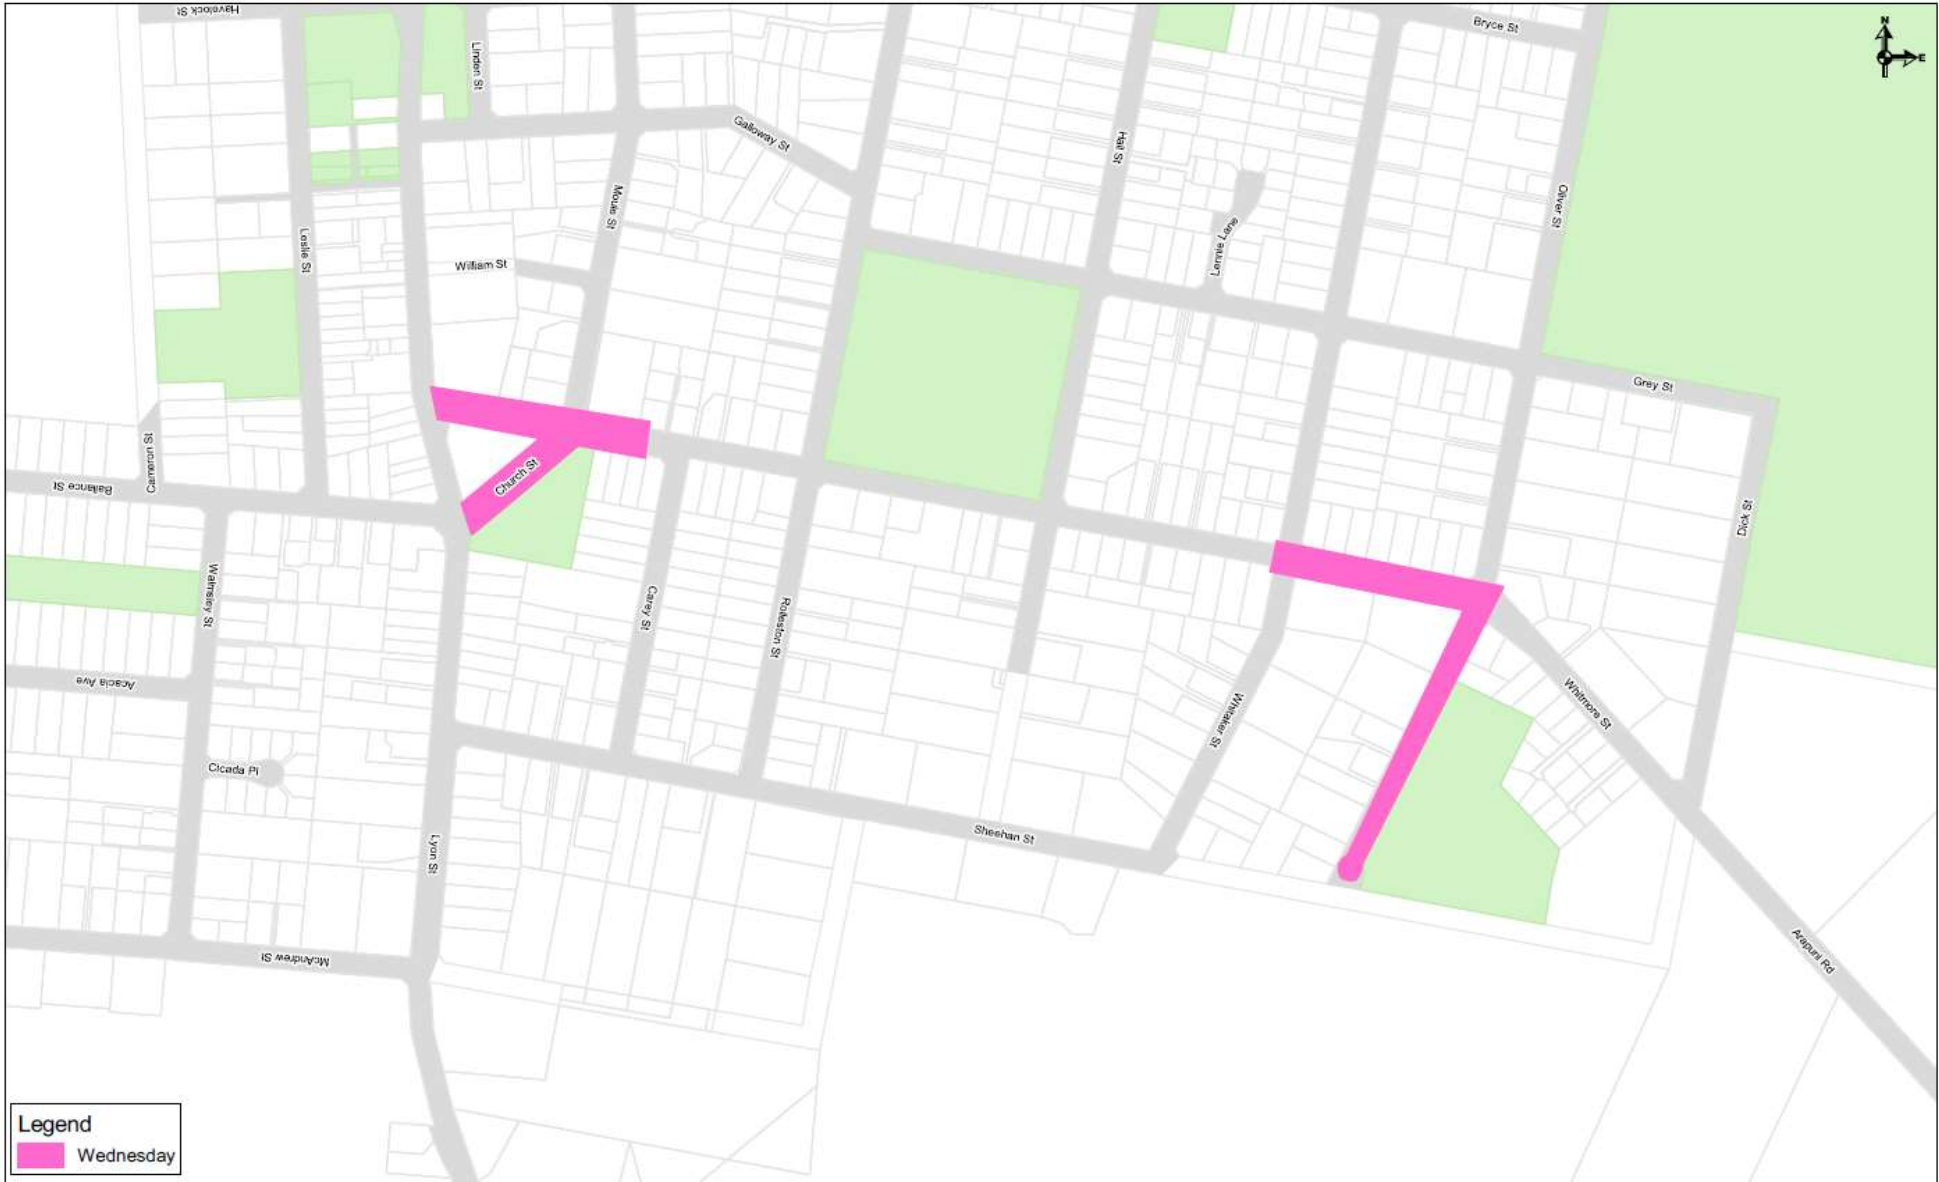 Havelock St
Linden St
Bryce St
N
E
Galloway St
Hall St
Mouie St
Oliver St
Leslie St
Lennie Lane
William St
Grey St
Cameron St
Ballance St
Church St
Dick St
Walmsley St
Carey St
Rolleston St
Acacia Ave
Whitmore St
Whitaker St
Cicada Pl
Sheehan St
Lyon St
McAndrew St
Arapuni Rd
Legend
Wednesday